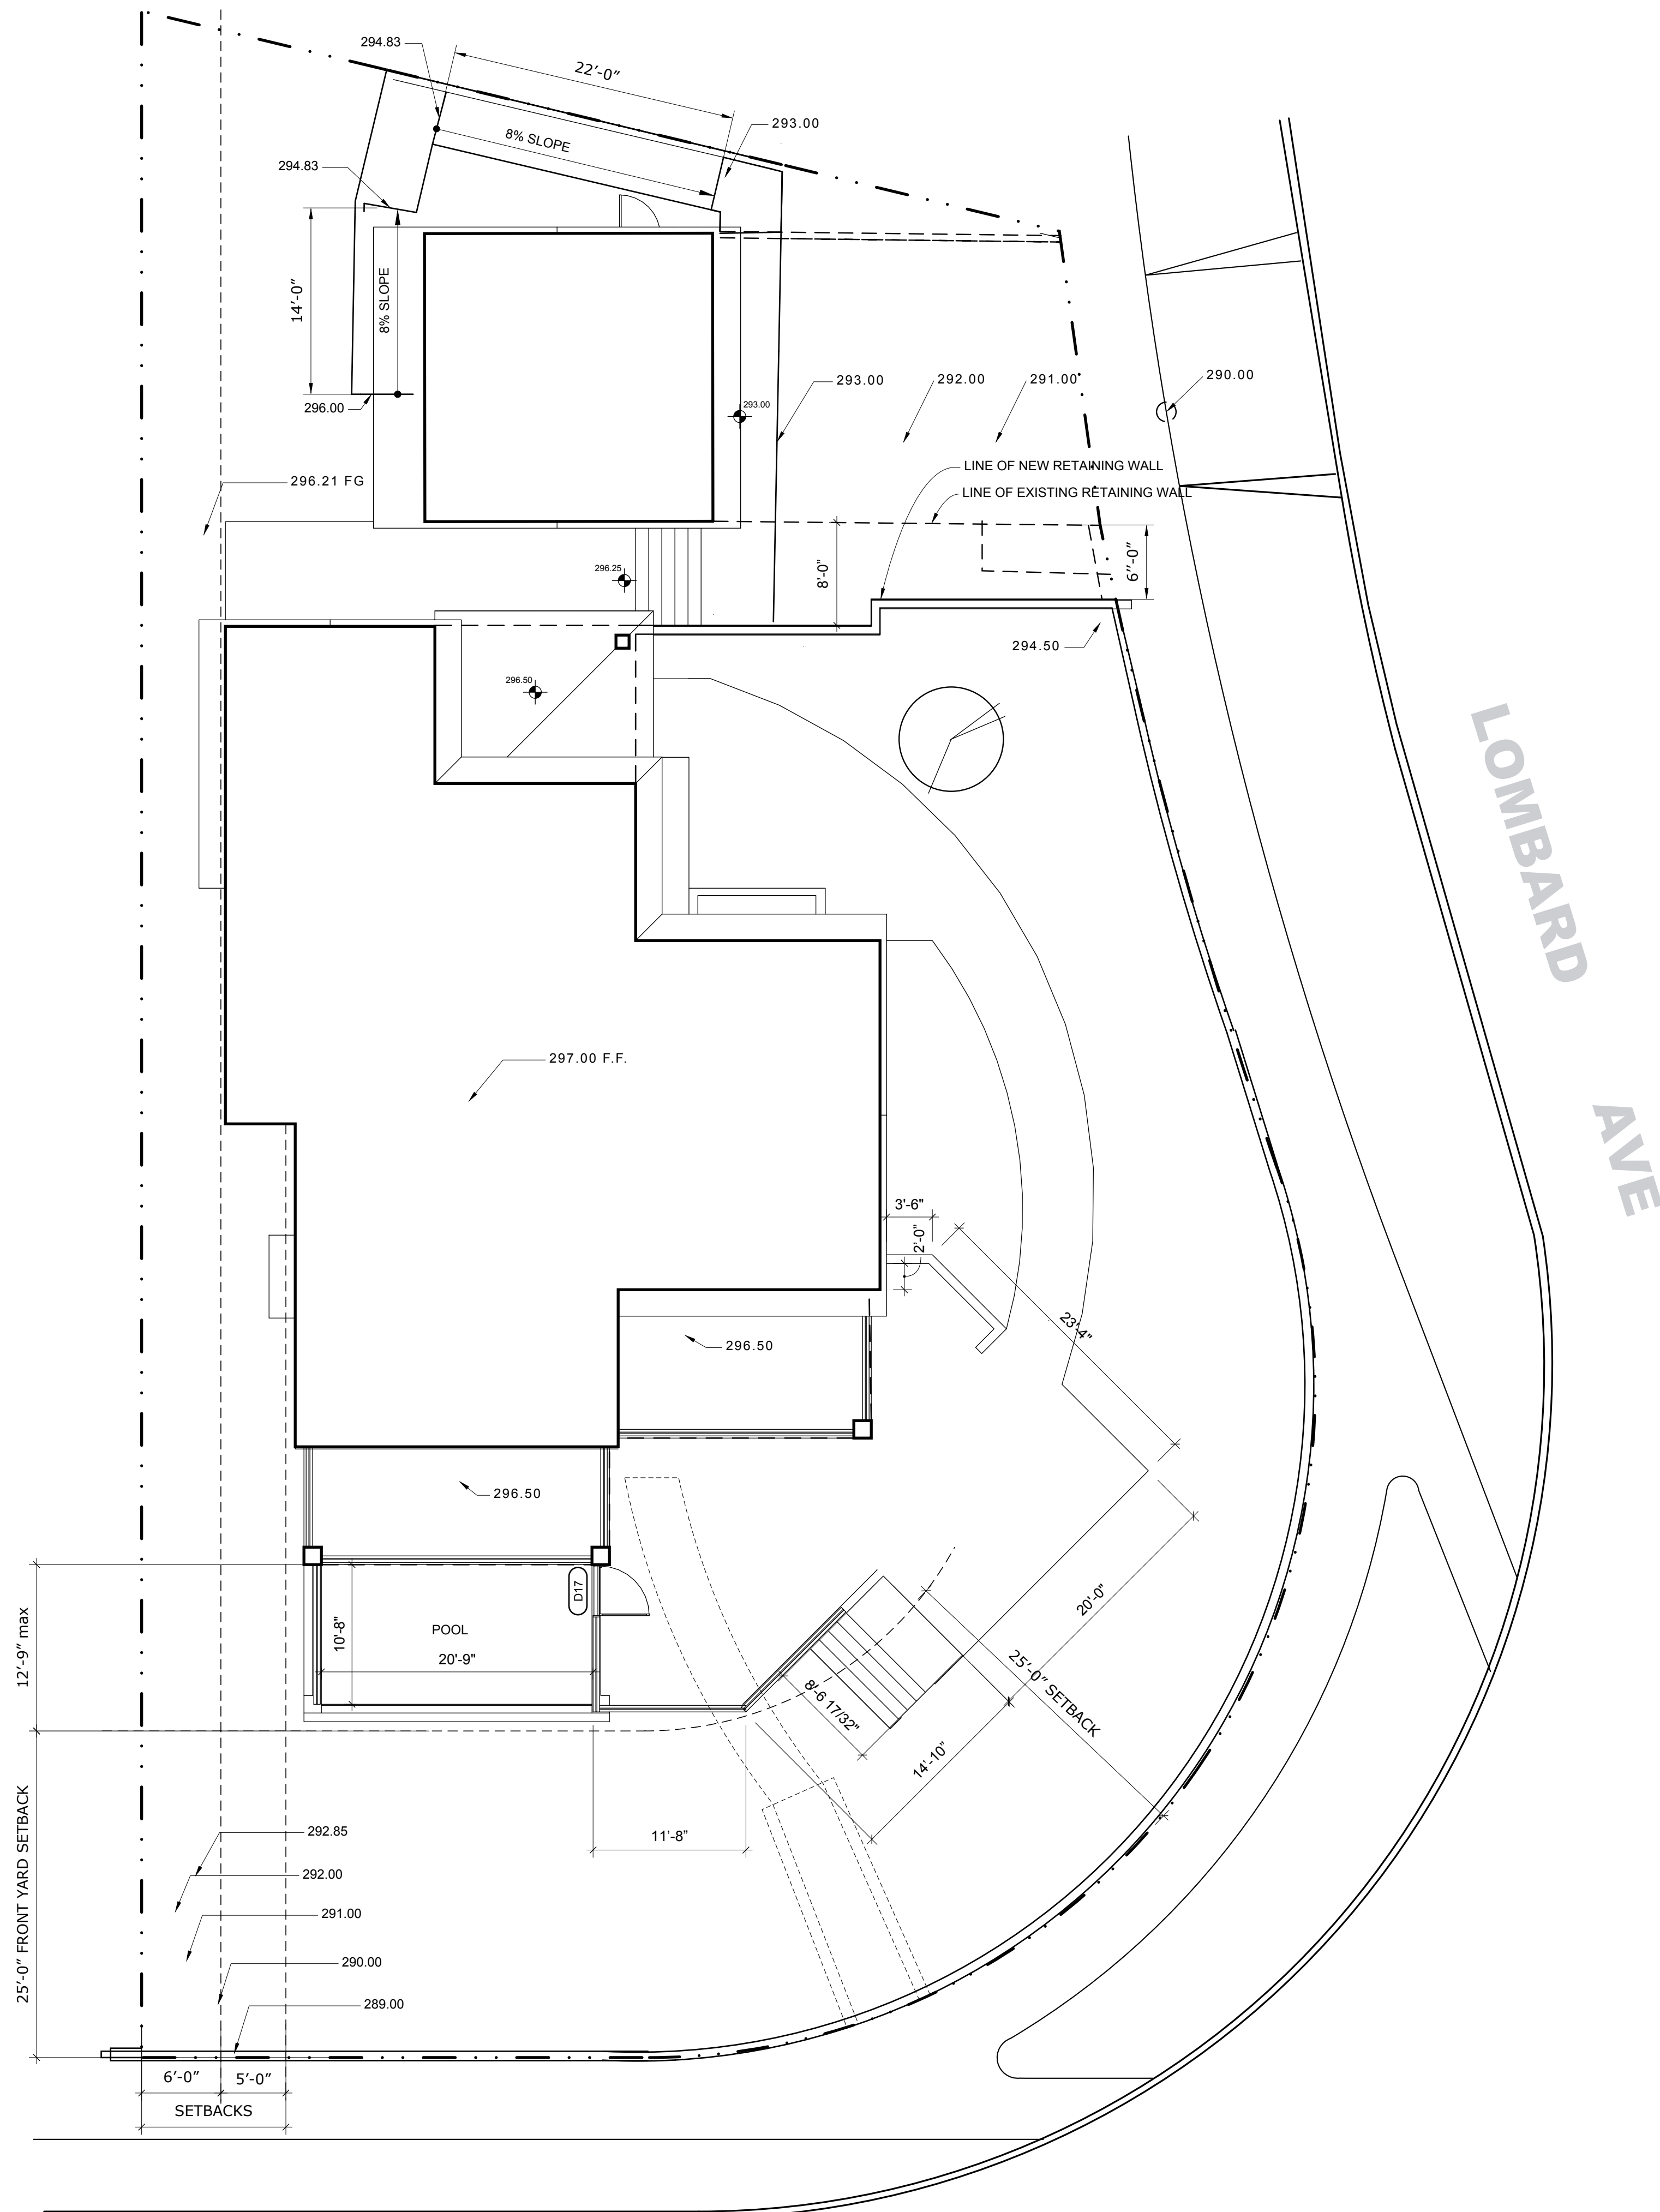 294.83
22’-0”
8% SLOPE
293.00
294.83
14’-0”
8% SLOPE
296.00
293.00
292.00
291.00
290.00
293.00
LINE OF NEW RETAINING WALL
296.21 FG
LINE OF EXISTING RETAINING WALL
8’-0”
6’’-0”
296.25
294.50
296.50
LOMBARD
AVE
297.00 F.F.
3'-6"
2’-0”
23'-4"
296.50
296.50
12’-9” max
D17
POOL
10'-8"
20'-9"
20’-0”
25’-0” SETBACK
8'-6 17/32"
14’-10”
11’-8”
25’-0” FRONT YARD SETBACK
292.85
292.00
291.00
290.00
289.00
6’-0”
5’-0”
SETBACKS